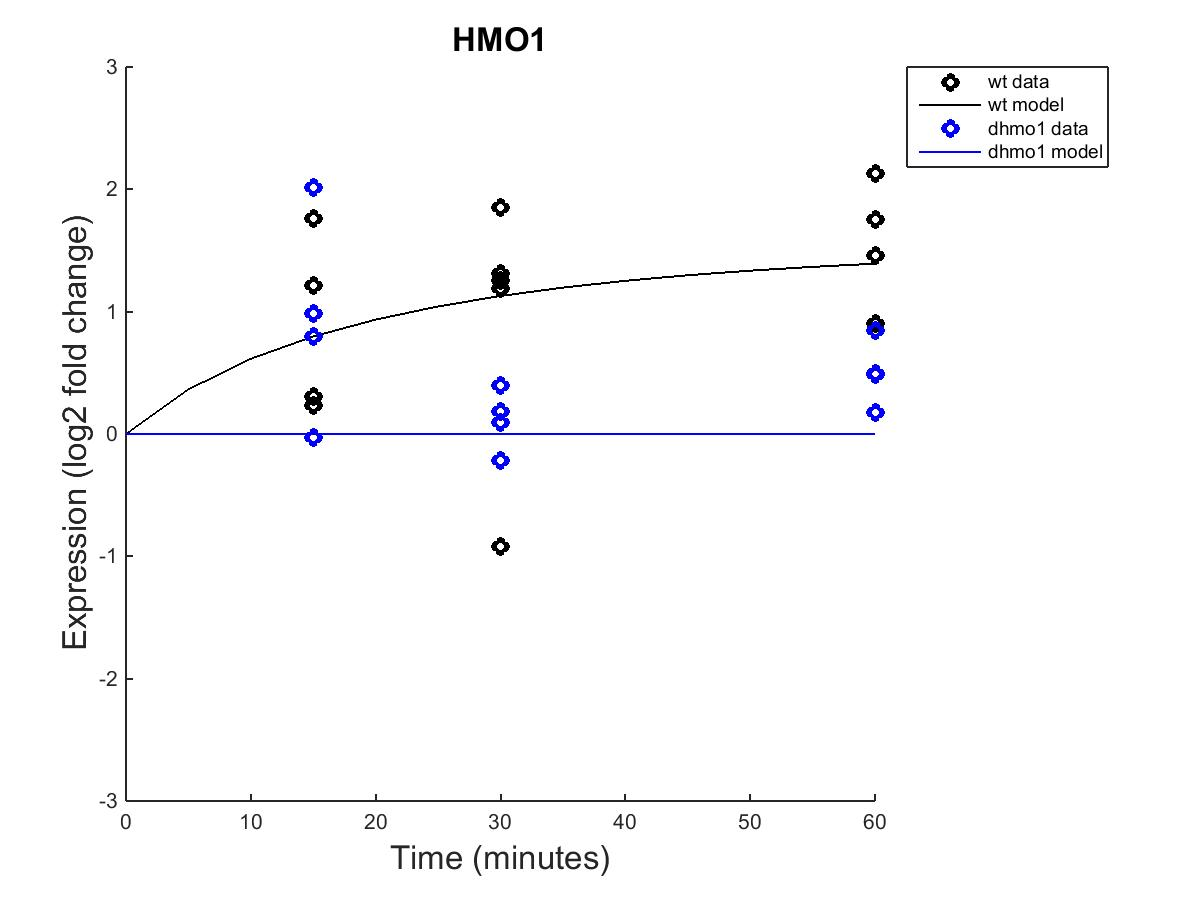 HMO1
wt data
wt model
dhmo1 data
dhmo1 model
3
2
1
0
-1
-2
-3
Expression (log2 fold change)
0 10 20 30 40 50 60
Time (minutes)